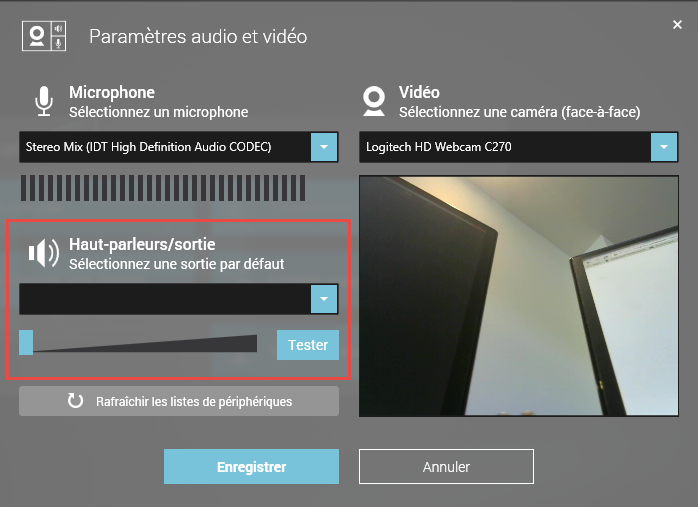 Paramètres audio et vidéo
Microphone
Sélectionnez un microphone
Stereo Mix (IDT High Definition Audio CODEC)
Haut-parleurs/sortie
Sélectionnez une sortie par défaut
Tester
Rafraîchir les listes de périphériques
Vidéo
Sélectionnez une caméra (face-à-face)
Logitech HD Webcam C270
Enregistrer
Annuler